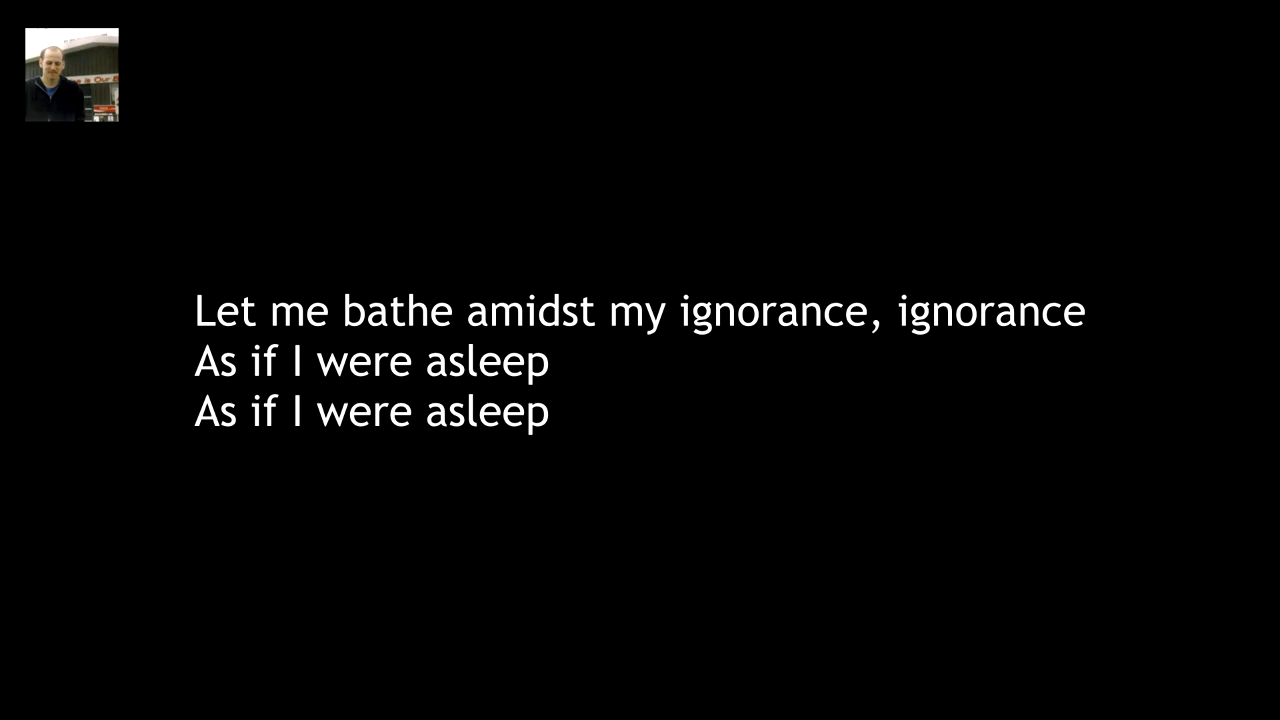 Let me bathe amidst my ignorance, ignorance
As if I were asleep
As if I were asleep